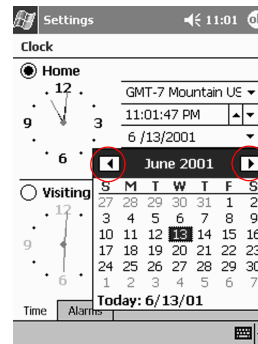 Settings 11:01 ok
Clock
Home
12
9 3
6
GMT-7 Mountain US
11:01:47 PM
6 /13/2001
June 2001
S M T W T F S
27 28 29 30 31 1 2
3 4 5 6 7 8 9
10 11 12 13 14 15 16
17 18 19 20 21 22 23
24 25 26 27 28 29 30
1 2 3 4 5 6 7
Today: 6/13/01
Visiting
12
9
6
Time Alarms